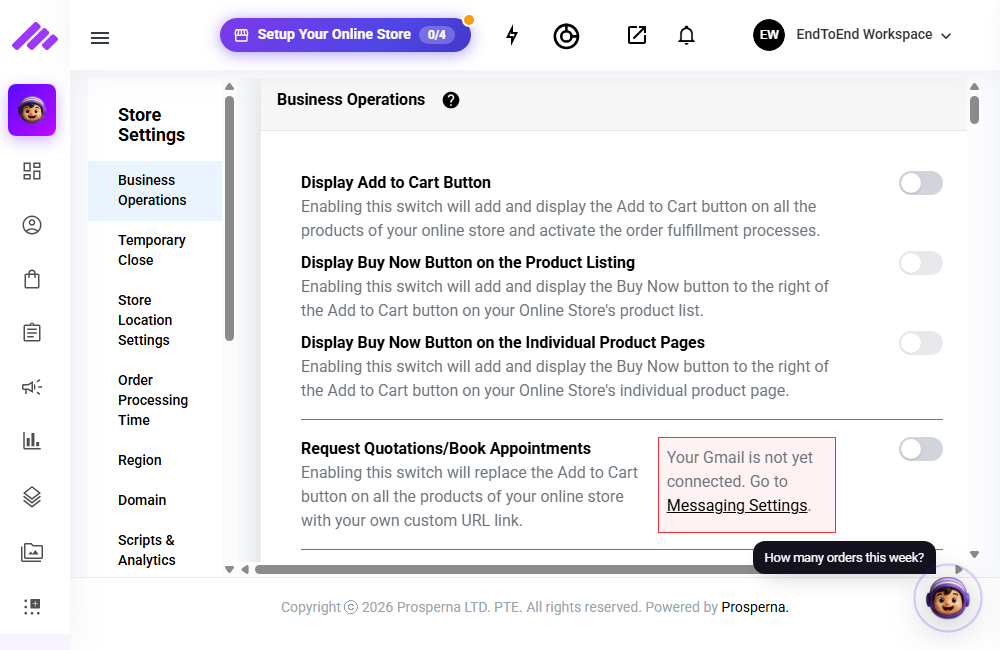 Setup Your Online Store 0/4
EW EndToEnd Workspace
Store
Settings
Business
Operations
Temporary
Close
Store
Location
Settings
Order
Processing
Time
Region
Domain
Scripts &
Analytics
Business Operations
Display Add to Cart Button
Enabling this switch will add and display the Add to Cart button on all the
products of your online store and activate the order fulfillment processes.
Display Buy Now Button on the Product Listing
Enabling this switch will add and display the Buy Now button to the right of
the Add to Cart button on your Online Store's product list.
Display Buy Now Button on the Individual Product Pages
Enabling this switch will add and display the Buy Now button to the right of
the Add to Cart button on your Online Store's individual product page.
Request Quotations/Book Appointments
Enabling this switch will replace the Add to Cart
button on all the products of your online store
with your own custom URL link.
Your Gmail is not yet
connected. Go to
Messaging Settings.
How many orders this week?
Copyright © 2026 Prosperna LTD. PTE. All rights reserved. Powered by Prosperna.